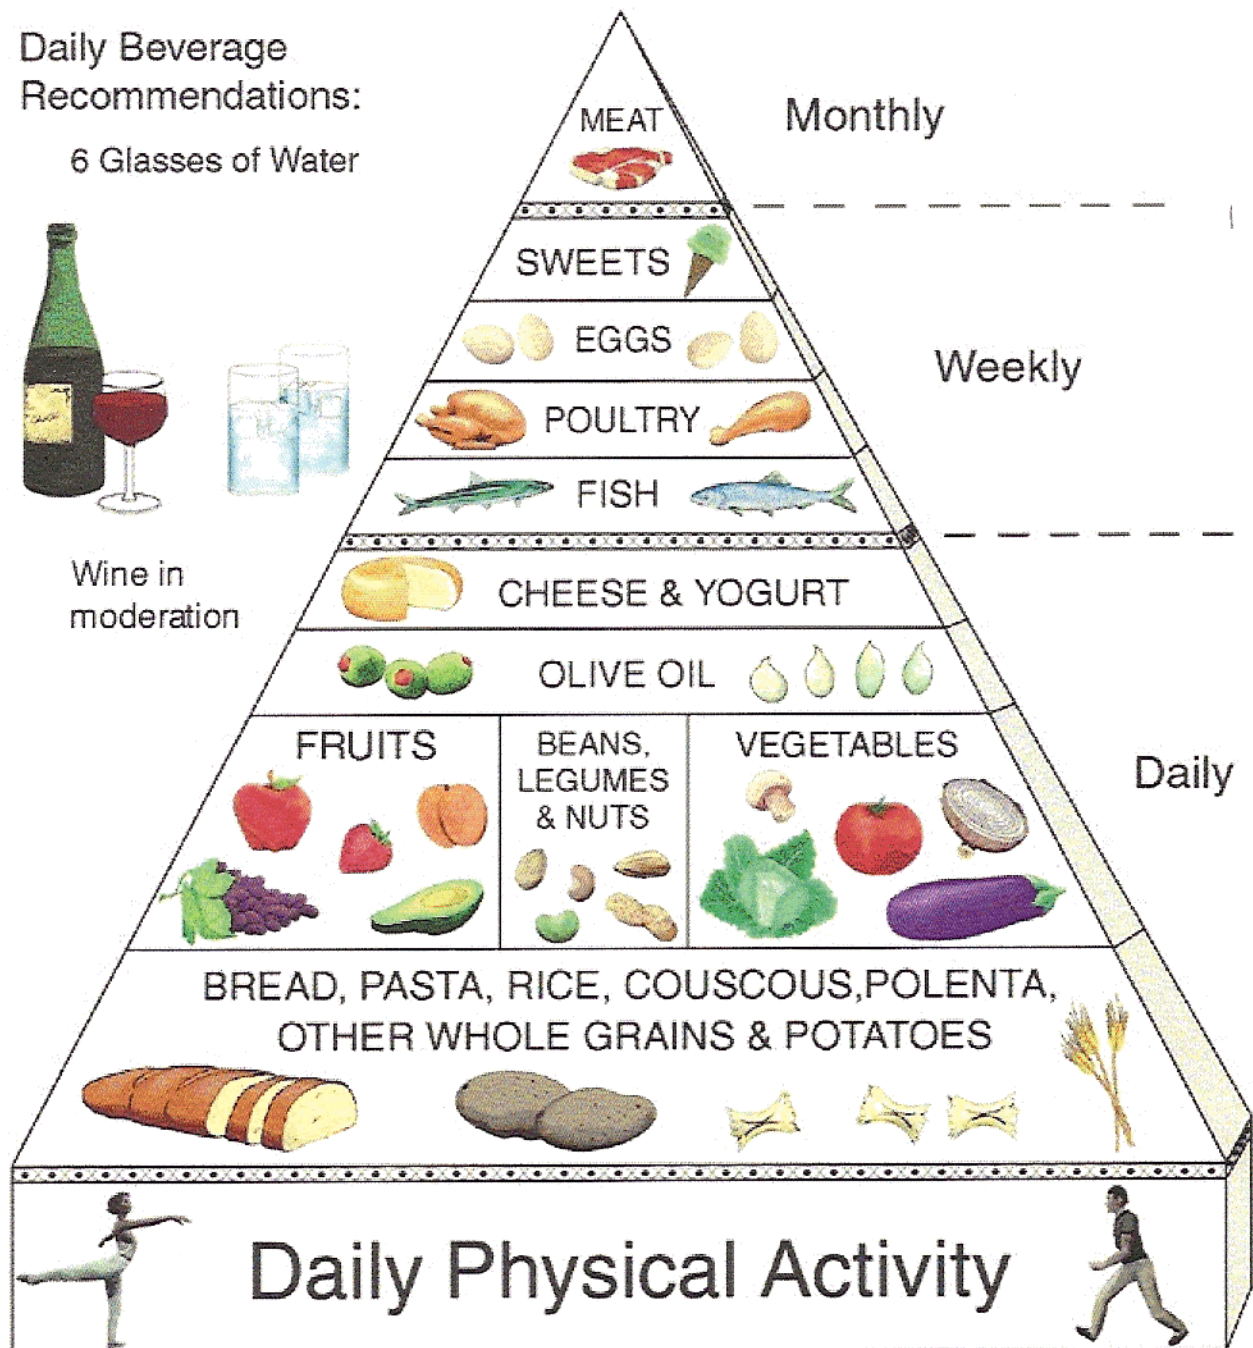 Daily Beverage
Recommendations:
6 Glasses of Water
Wine in
moderation
MEAT
Monthly
SWEETS
EGGS
Weekly
POULTRY
FISH
CHEESE & YOGURT
OLIVE OIL
FRUITS
BEANS,
LEGUMES
& NUTS
VEGETABLES
Daily
BREAD, PASTA, RICE, COUSCOUS,POLENTA,
OTHER WHOLE GRAINS & POTATOES
Daily Physical Activity